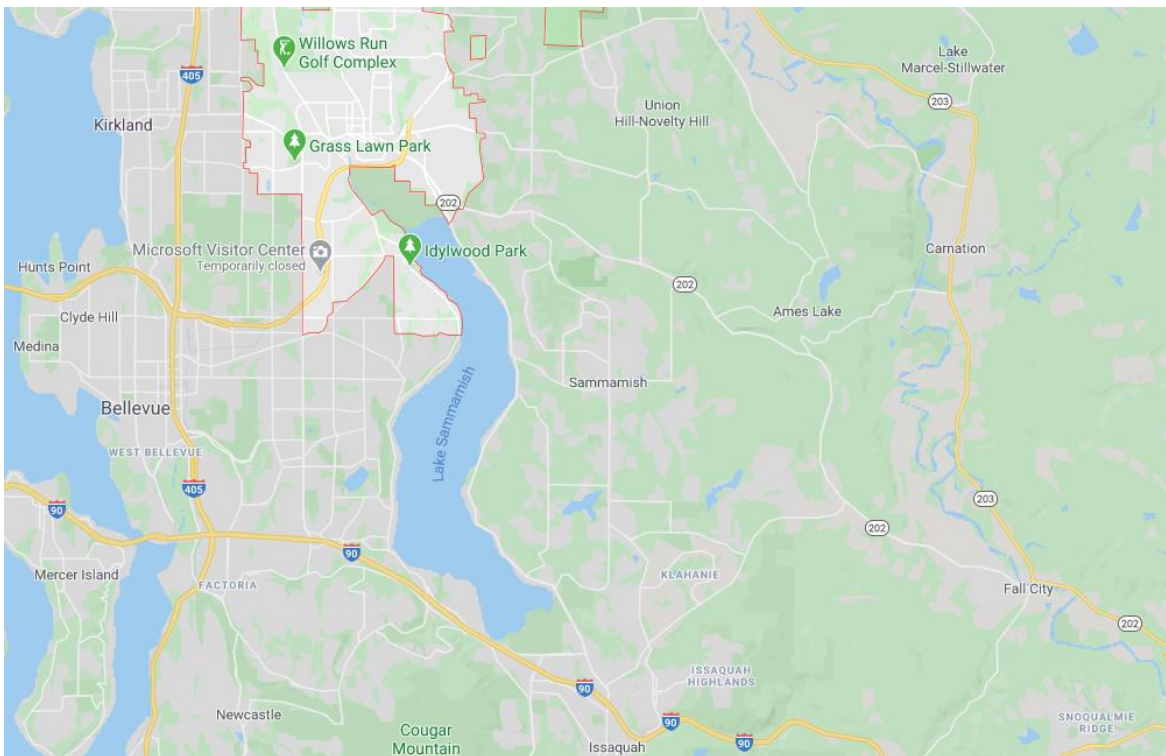 Willows Run
Golf Complex
Lake
Marcel-Stillwater
405
203
Union
Hill-Novelty Hill
Kirkland
Grass Lawn Park
202
Microsoft Visitor Center
Temporarily closed
Idylwood Park
Carnation
Hunts Point
202
Clyde Hill
Ames Lake
Medina
Sammamish
Bellevue
Lake Sammamish
WEST BELLEVUE
405
90
203
202
90
Mercer Island
FACTORIA
KLAHANIE
Fall City
202
ISSAQUAH
HIGHLANDS
90
Newcastle
Cougar
Mountain
90
Issaquah
90
SNOQUALMIE
RIDGE